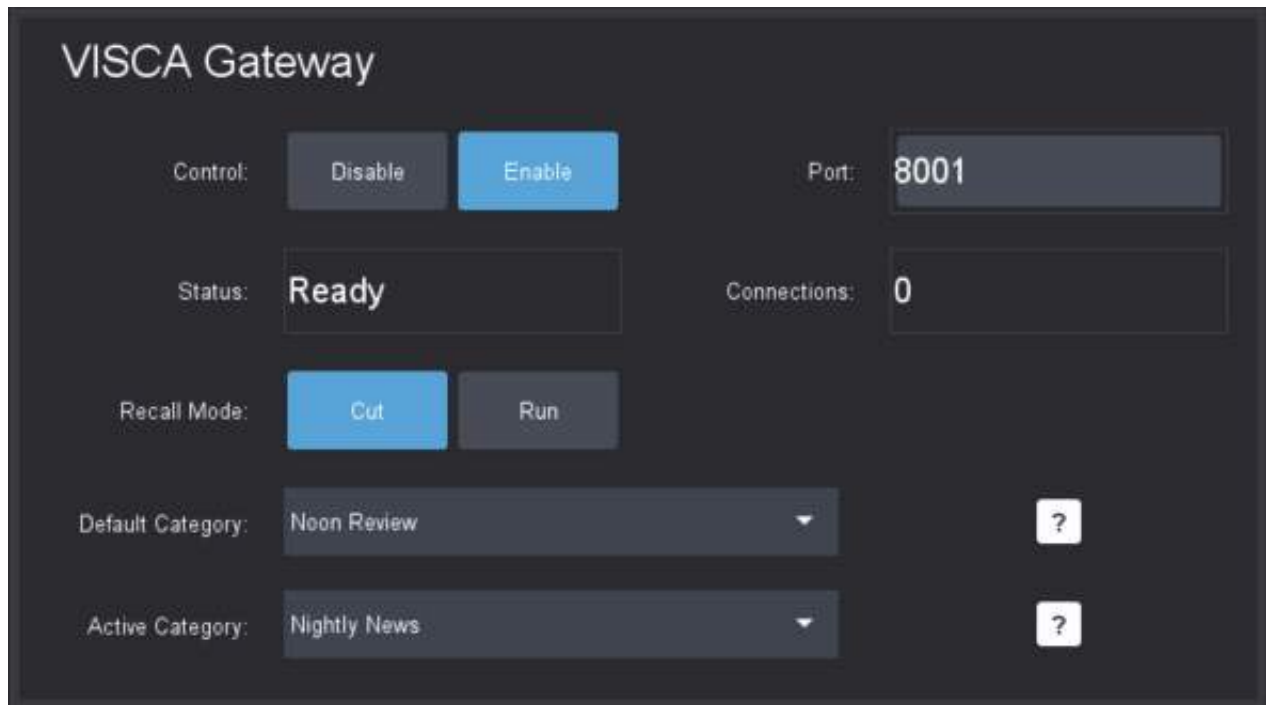 VISCA Gateway
Control: Disable Enable Port: 8001
Status: Ready Connections: 0
Recall Mode: Cut Run
Default Category: Noon Review ?
Active Category: Nightly News ?